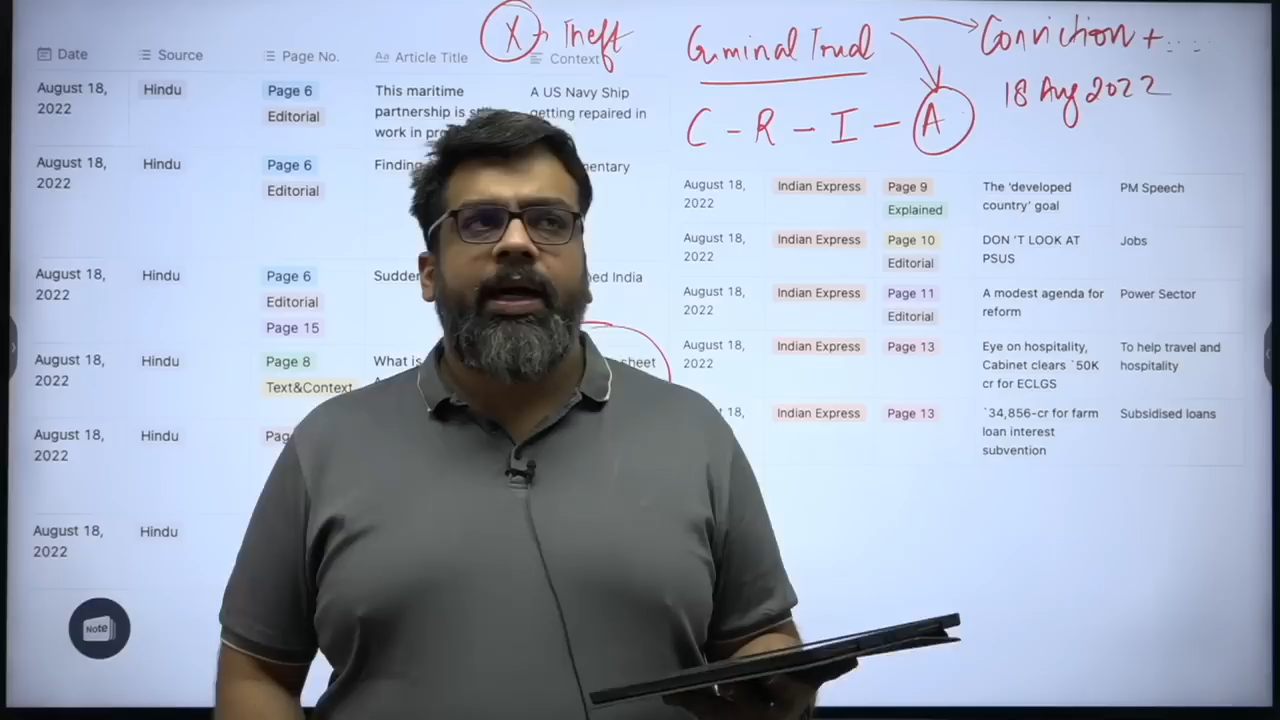 X → Theft
Criminal Trial
Conviction + ....
18 Aug 2022
C - R - I - A
Date
Source
Page No.
Aa Article Title
Context
August 18,
2022
Hindu
Page 6
Editorial
This maritime
partnership is
work in
A US Navy Ship
getting repaired in
August 18,
2022
Hindu
Page 6
Editorial
Finding
August 18,
2022
Hindu
Page 6
Editorial
Page 15
India
August 18,
2022
Hindu
Page 8
Text&Context
What is
sheet
August 18,
2022
Hindu
August 18,
2022
Hindu
Note
August 18,
2022
Indian Express
Page 9
Explained
The ‘developed
country’ goal
PM Speech
August 18,
2022
Indian Express
Page 10
Editorial
DON ’T LOOK AT
PSUS
Jobs
August 18,
2022
Indian Express
Page 11
Editorial
A modest agenda for
reform
Power Sector
August 18,
2022
Indian Express
Page 13
Eye on hospitality,
Cabinet clears `50K
cr for ECLGS
To help travel and
hospitality
18,
Indian Express
Page 13
`34,856-cr for farm
loan interest
subvention
Subsidised loans